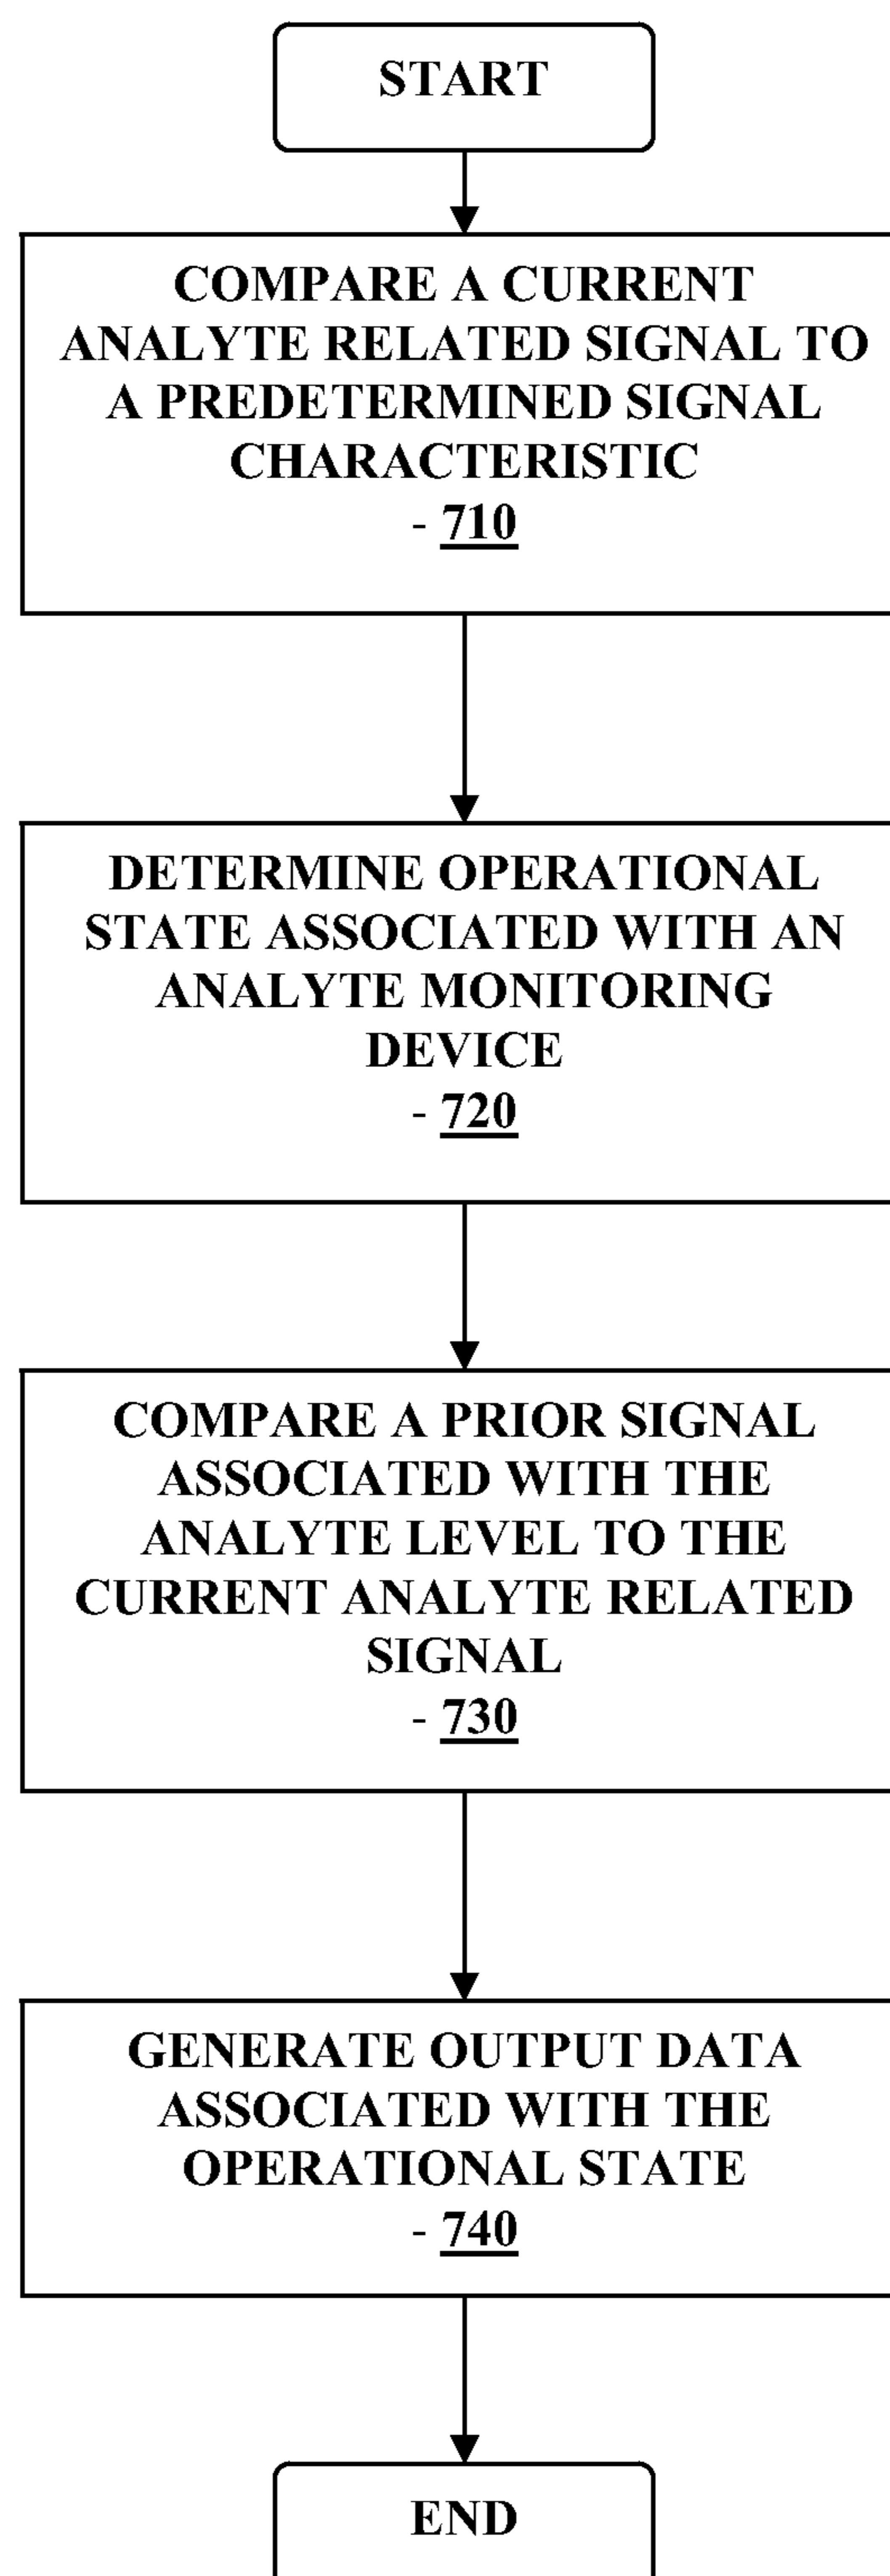 START
COMPARE A CURRENT
ANALYTE RELATED SIGNAL TO
A PREDETERMINED SIGNAL
CHARACTERISTIC
- 710
DETERMINE OPERATIONAL
STATE ASSOCIATED WITH AN
ANALYTE MONITORING
DEVICE
- 720
COMPARE A PRIOR SIGNAL
ASSOCIATED WITH THE
ANALYTE LEVEL TO THE
CURRENT ANALYTE RELATED
SIGNAL
- 730
GENERATE OUTPUT DATA
ASSOCIATED WITH THE
OPERATIONAL STATE
- 740
END